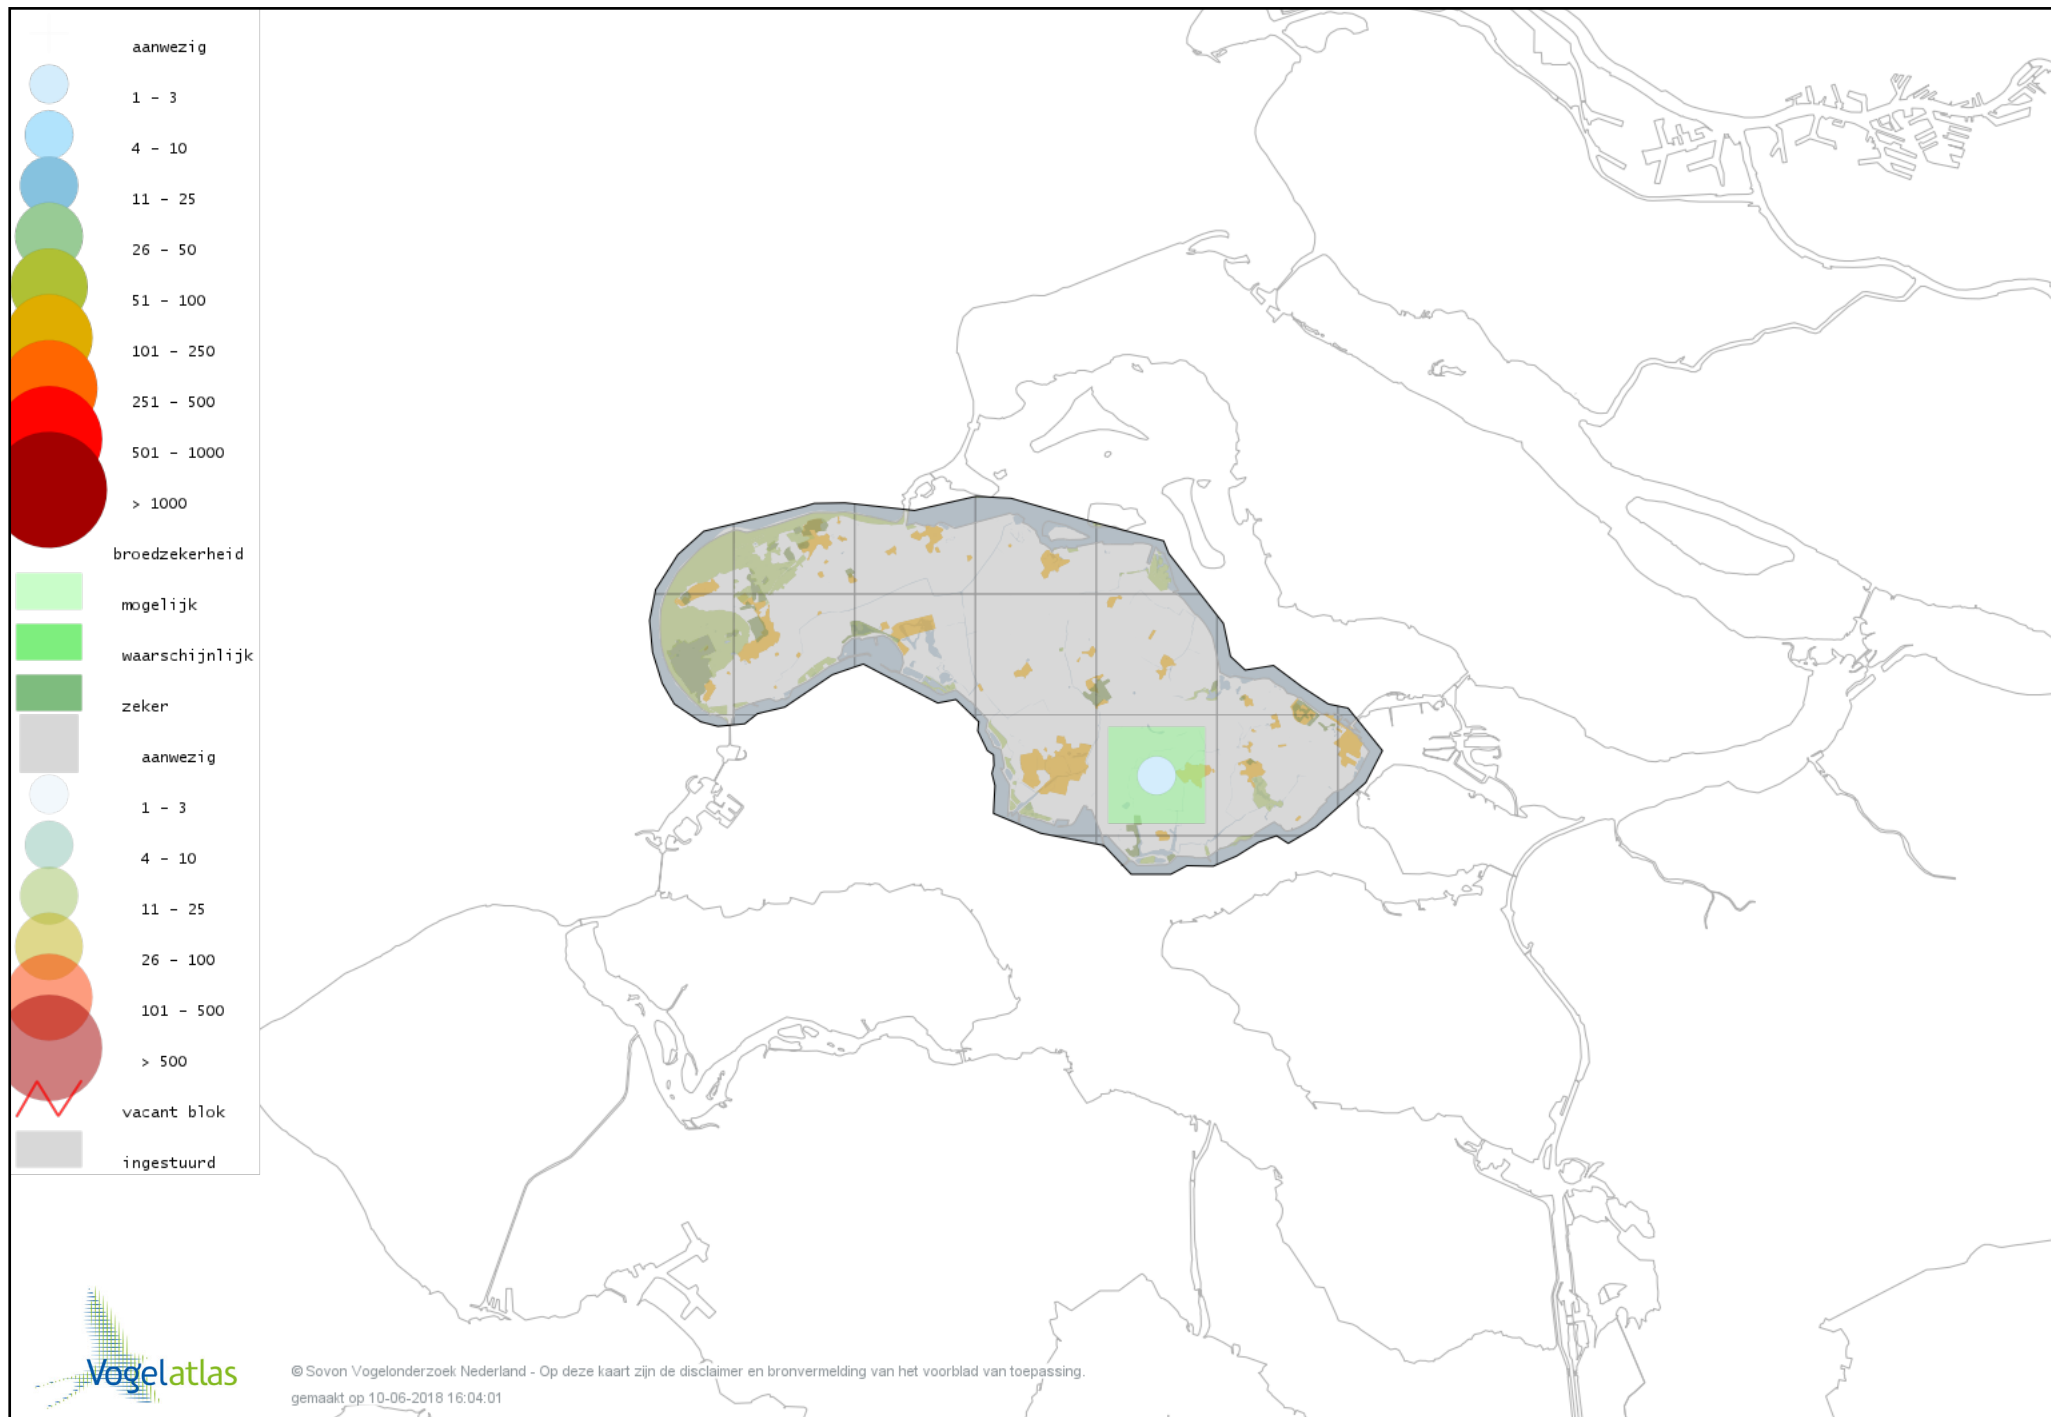 aanwezig
1 - 3
4 - 10
11 - 25
26 - 50
51 - 100
101 - 250
251 - 500
501 - 1000
> 1000
broedzekerheid
mogelijk
waarschijnlijk
zeker
aanwezig
1 - 3
4 - 10
11 - 25
26 - 100
101 - 500
> 500
vacant blok
ingestuurd
Vogelatlas
© Sovon Vogelonderzoek Nederland - Op deze kaart zijn de disclaimer en bronvermelding van het voorblad van toepassing.
gemaakt op 10-06-2018 16:04:01